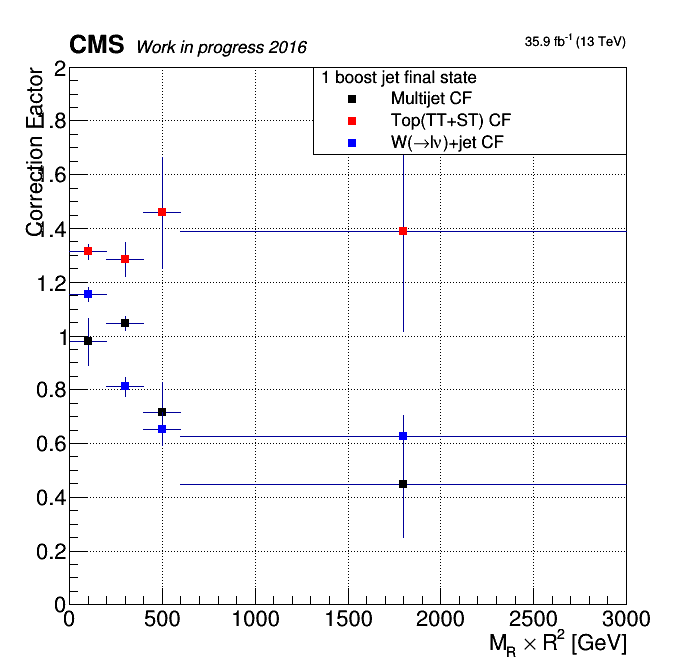 CMS Work in progress 2016
35.9 fb⁻¹ (13 TeV)
Correction Factor
1 boost jet final state
Multijet CF
Top(TT+ST) CF
W(→lν)+jet CF
2
1.8
1.6
1.4
1.2
1
0.8
0.6
0.4
0.2
0
0 500 1000 1500 2000 2500 3000
M_R × R² [GeV]